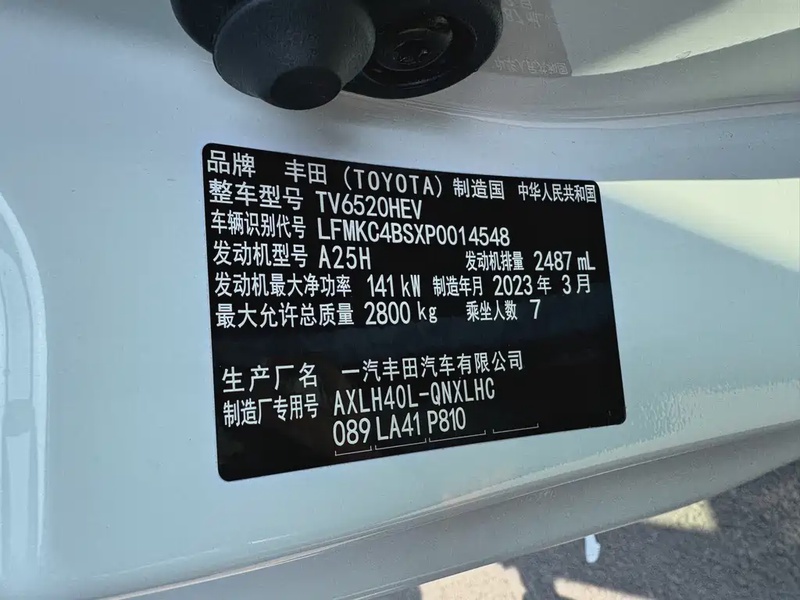 品牌 丰田 (TOYOTA) 制造国 中华人民共和国
整车型号 TV6520HEV
车辆识别代号 LFMKC4BSXP0014548
发动机型号 A25H 发动机排量 2487 mL
发动机最大净功率 141 kW 制造年月 2023 年 3 月
最大允许总质量 2800 kg 乘坐人数 7
生产厂名 一汽丰田汽车有限公司
制造厂专用号 AXLH40L-QNXLHC
089 LA41 P810